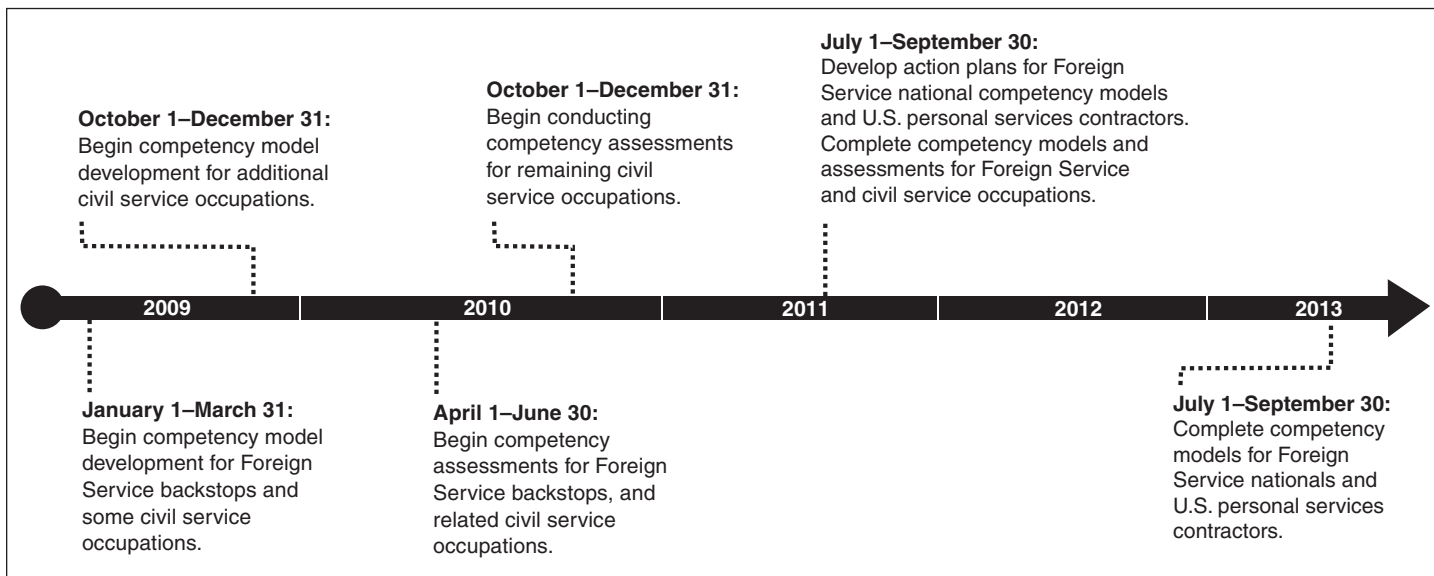 October 1–December 31:
Begin competency model
development for additional
civil service occupations.
October 1–December 31:
Begin conducting
competency assessments
for remaining civil
service occupations.
July 1–September 30:
Develop action plans for Foreign
Service national competency models
and U.S. personal services contractors.
Complete competency models and
assessments for Foreign Service
and civil service occupations.
2009
2010
2011
2012
2013
January 1–March 31:
Begin competency model
development for Foreign
Service backstops and
some civil service
occupations.
April 1–June 30:
Begin competency
assessments for Foreign
Service backstops, and
related civil service
occupations.
July 1–September 30:
Complete competency
models for Foreign
Service nationals and
U.S. personal services
contractors.